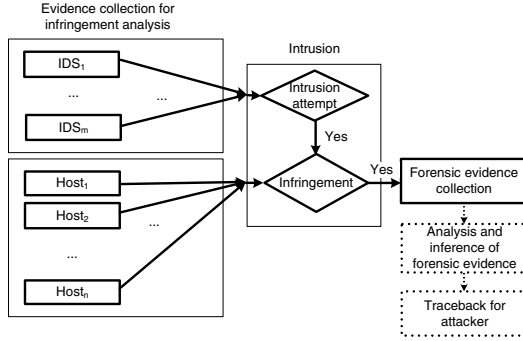 Evidence collection for
infringement analysis
IDS1
...
...
IDSm
Host1
Host2
...
...
Hostn
Intrusion
Intrusion
attempt
Yes
Infringement
Yes
Forensic evidence
collection
Analysis and
inference of
forensic evidence
Traceback for
attacker